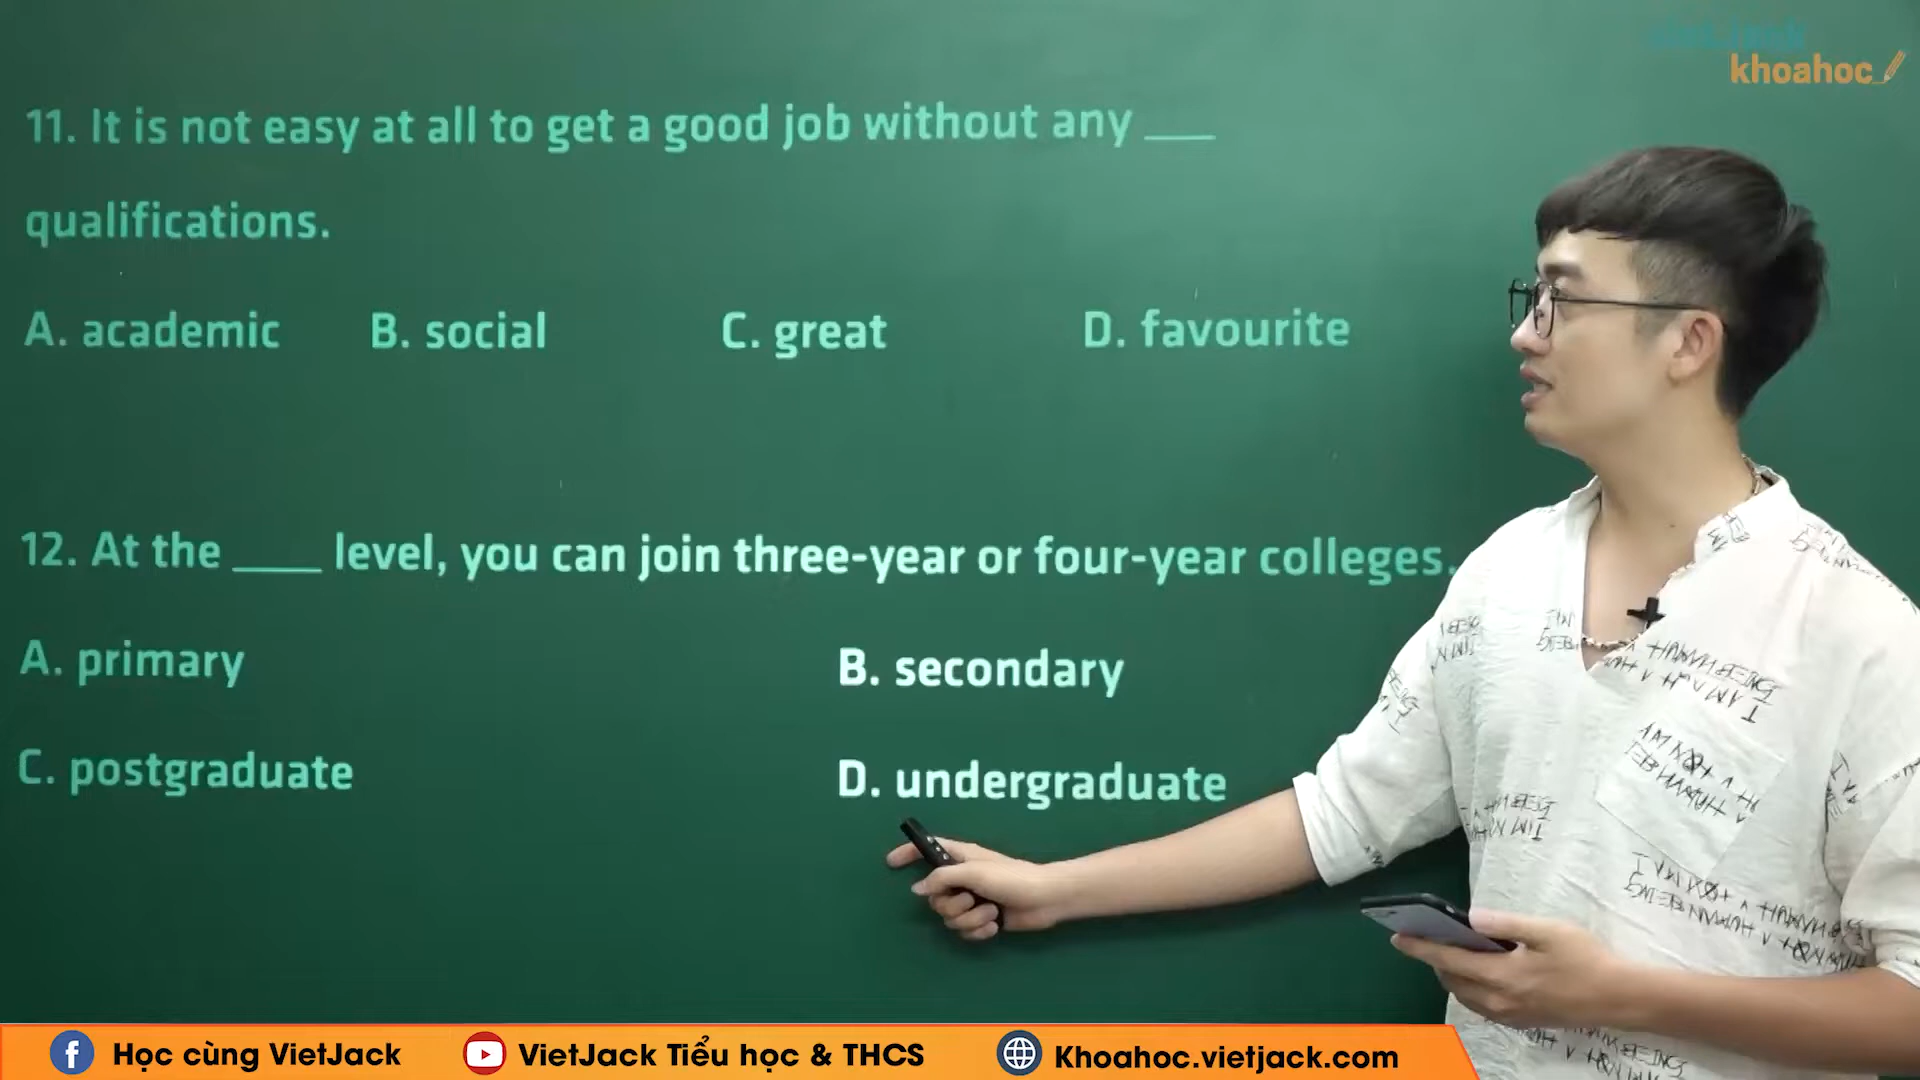 khoahoc
11. It is not easy at all to get a good job without any ____
qualifications.
A. academic B. social C. great D. favourite
12. At the ____ level, you can join three-year or four-year colleges.
A. primary B. secondary
C. postgraduate D. undergraduate
Học cùng VietJack VietJack Tiểu học & THCS Khoahoc.vietjack.com